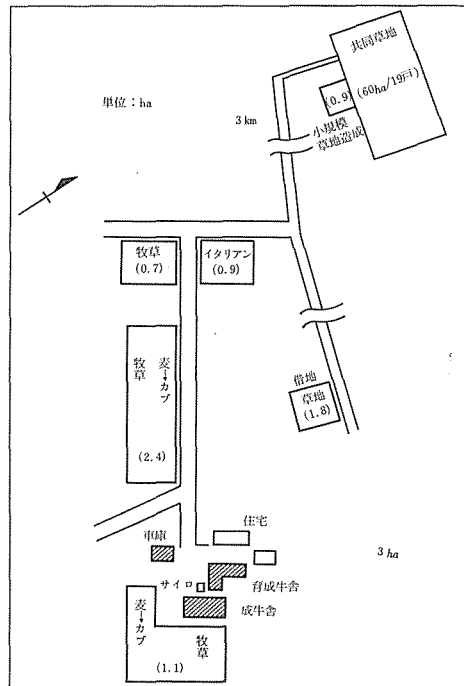 共同草地
(60ha/19戸)
単位：ha
(0.9)
3 km
小規模
草地造成
牧草
(0.7)
イタリアン
(0.9)
牧草
麦→カブ
(2.4)
借地
草地
(1.8)
住宅
車庫
3 ha
サイロ
育成牛舎
成牛舎
麦→カブ
牧草
(1.1)